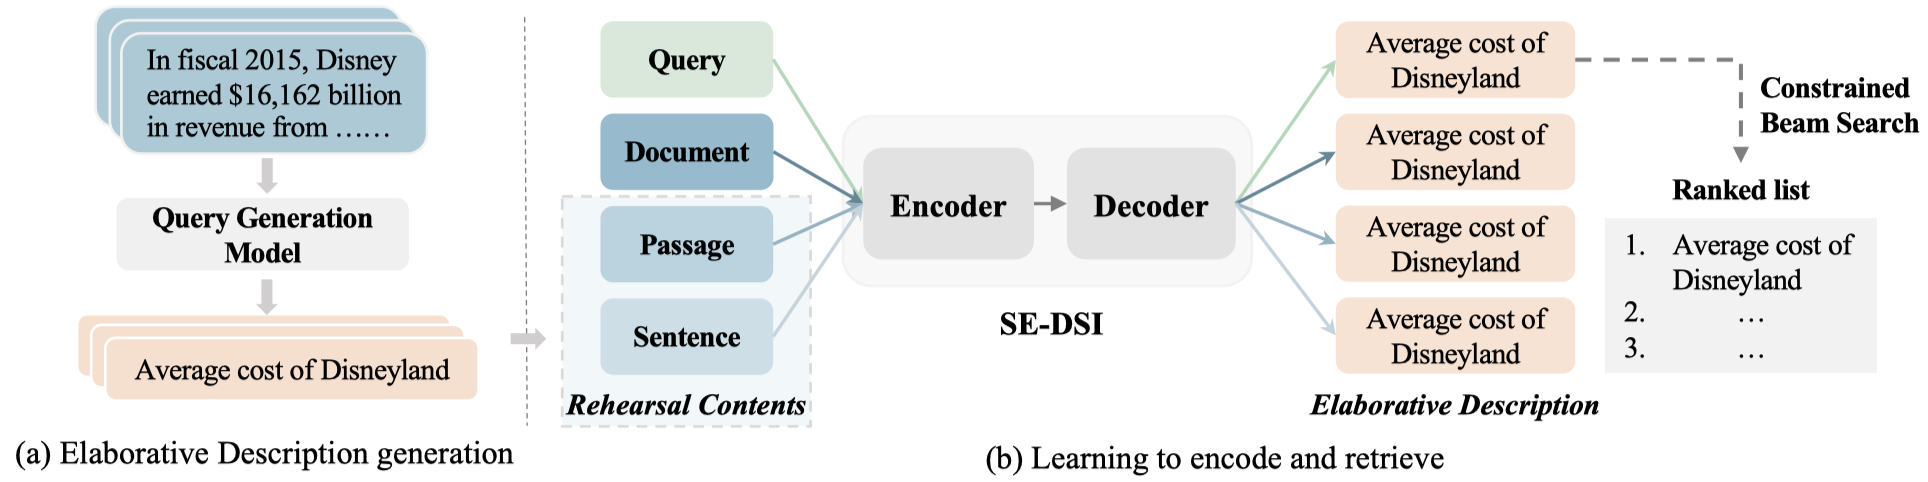 In fiscal 2015, Disney
earned $16,162 billion
in revenue from ……
Query Generation
Model
Average cost of Disneyland
(a) Elaborative Description generation
Query
Document
Passage
Sentence
Rehearsal Contents
Encoder
Decoder
SE-DSI
Average cost of
Disneyland
Average cost of
Disneyland
Average cost of
Disneyland
Average cost of
Disneyland
Elaborative Description
Constrained
Beam Search
Ranked list
1. Average cost of
Disneyland
2. …
3. …
(b) Learning to encode and retrieve